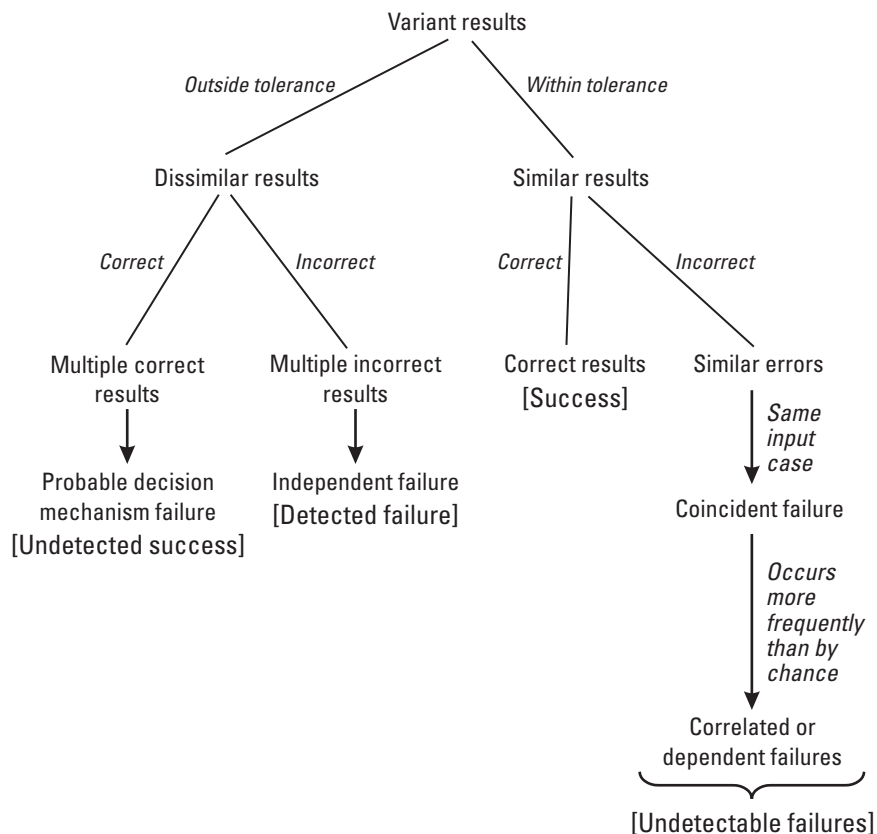 Variant results
Outside tolerance
Within tolerance
Dissimilar results
Similar results
Correct
Incorrect
Correct
Incorrect
Multiple correct
results
Multiple incorrect
results
Correct results
[Success]
Similar errors
Same
input
case
Probable decision
mechanism failure
[Undetected success]
Independent failure
[Detected failure]
Coincident failure
Occurs
more
frequently
than by
chance
Correlated or
dependent failures
[Undetectable failures]